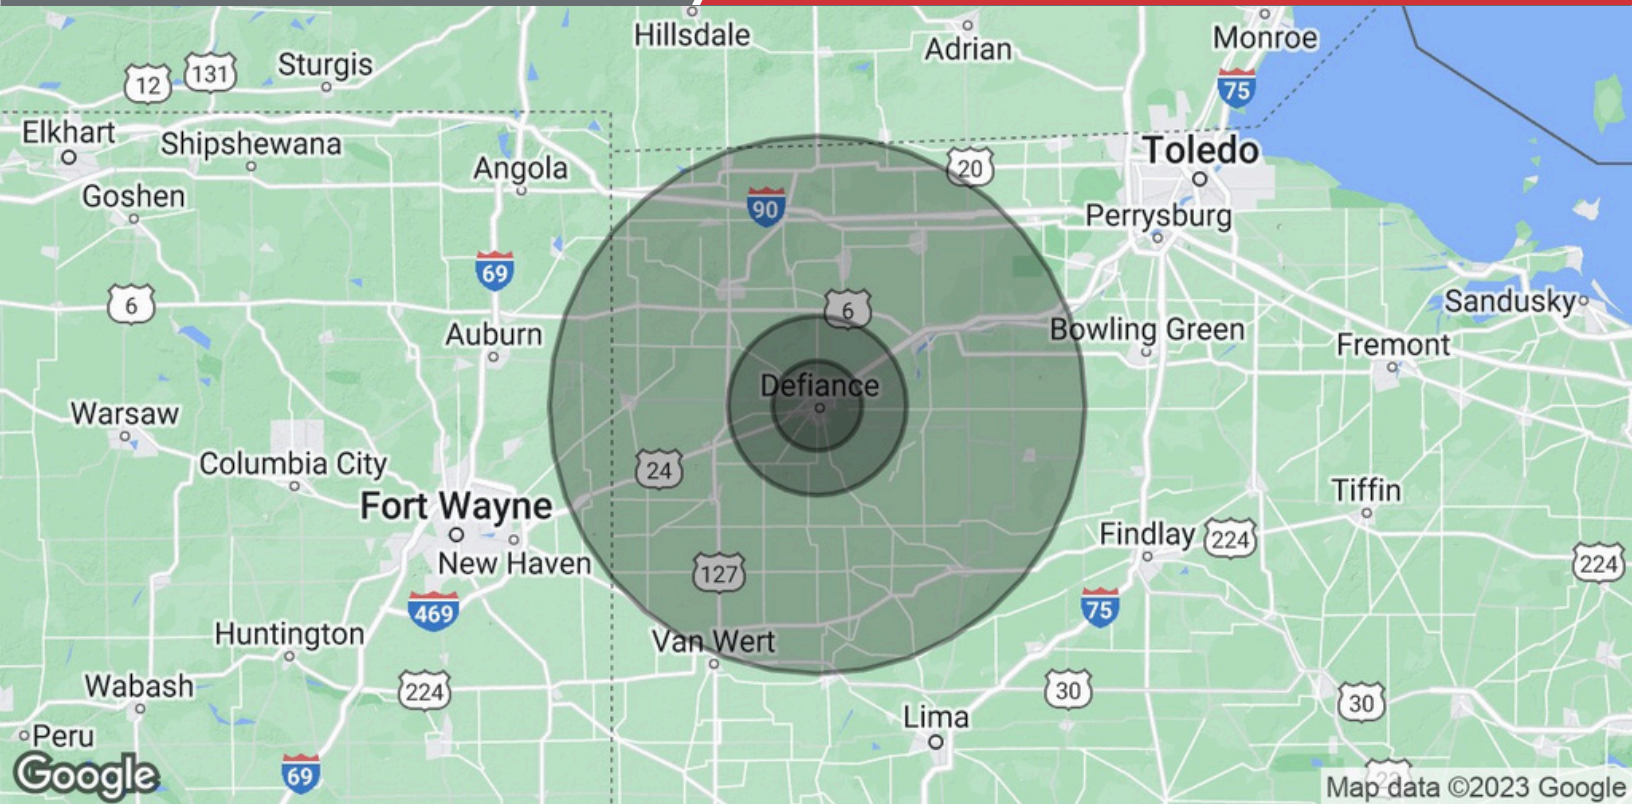 Hillsdale
Adrian
Monroe
12
131
Sturgis
75
Elkhart
Shipshewana
Angola
20
Toledo
Goshen
90
Perrysburg
69
6
6
Sandusky
Auburn
Bowling Green
Fremont
Defiance
Warsaw
Columbia City
24
Fort Wayne
Tiffin
New Haven
127
Findlay
224
224
469
75
Huntington
Van Wert
Wabash
224
30
30
Lima
Peru
69
Google
Map data ©2023 Google